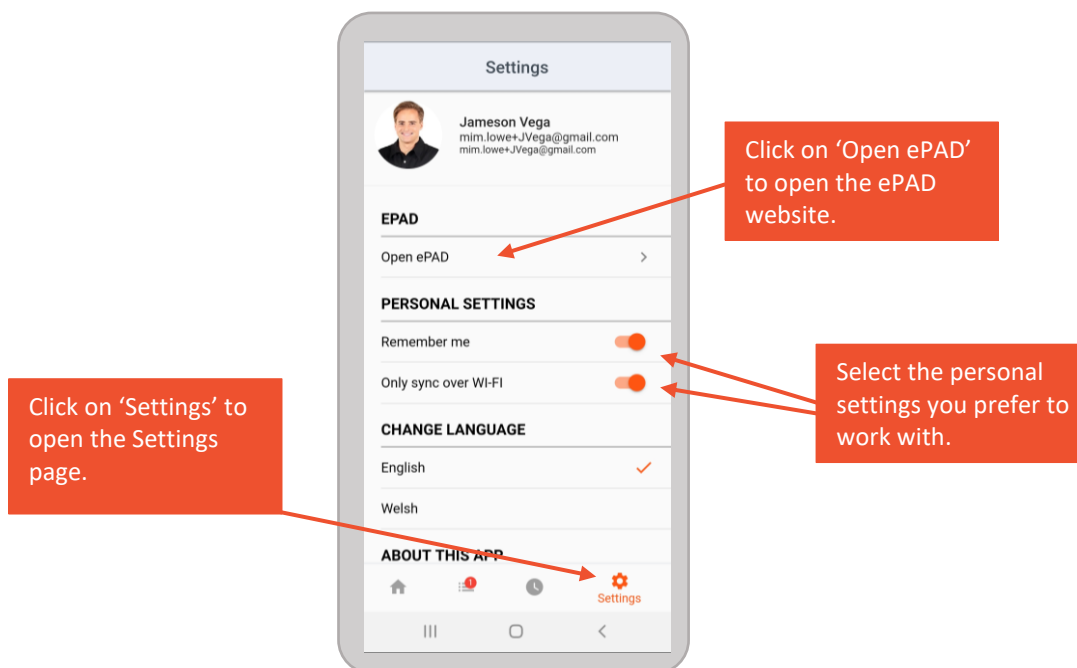 Settings
Jameson Vega
mim.lowe+JVega@gmail.com
mim.lowe+JVega@gmail.com
EPAD
Open ePAD
PERSONAL SETTINGS
Remember me
Only sync over WI-FI
CHANGE LANGUAGE
English
Welsh
ABOUT THIS APP
1
Settings
Click on ‘Open ePAD’
to open the ePAD
website.
Select the personal
settings you prefer to
work with.
Click on ‘Settings’ to
open the Settings
page.